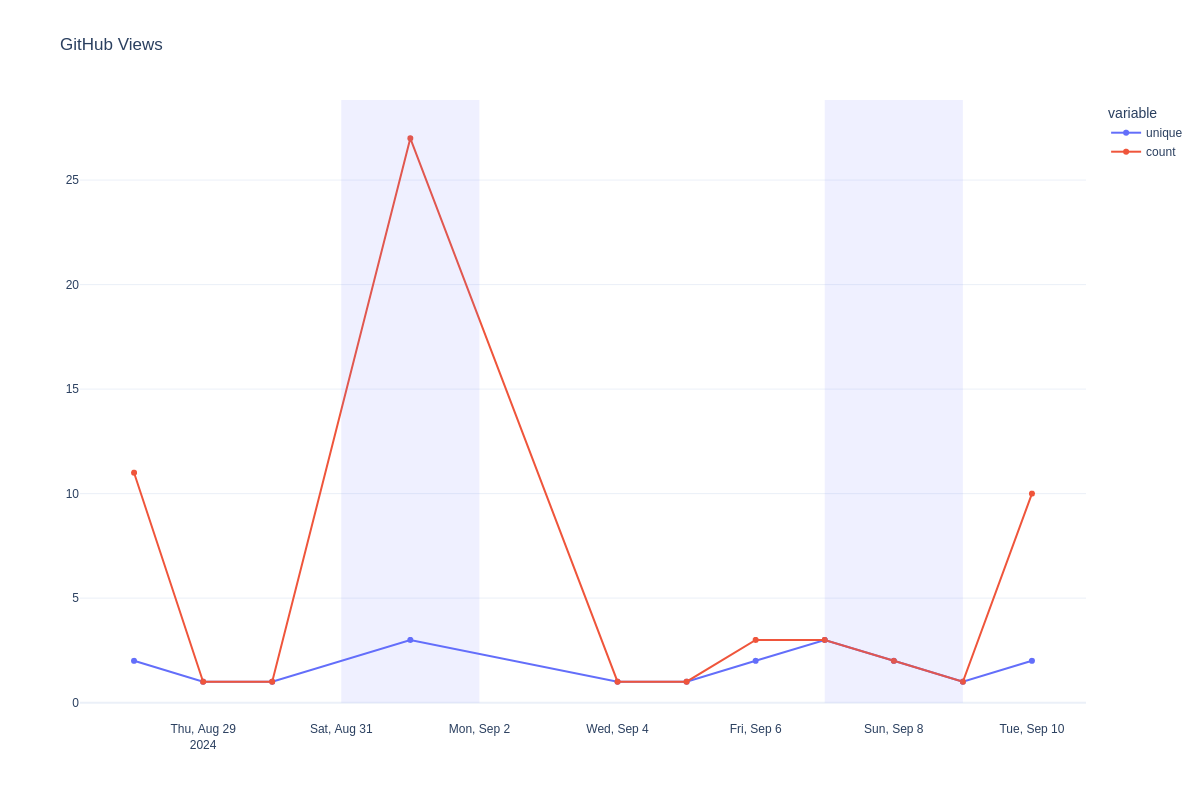 GitHub Views
variable
unique
count
25
20
15
10
5
0
Thu, Aug 29
2024
Sat, Aug 31
Mon, Sep 2
Wed, Sep 4
Fri, Sep 6
Sun, Sep 8
Tue, Sep 10